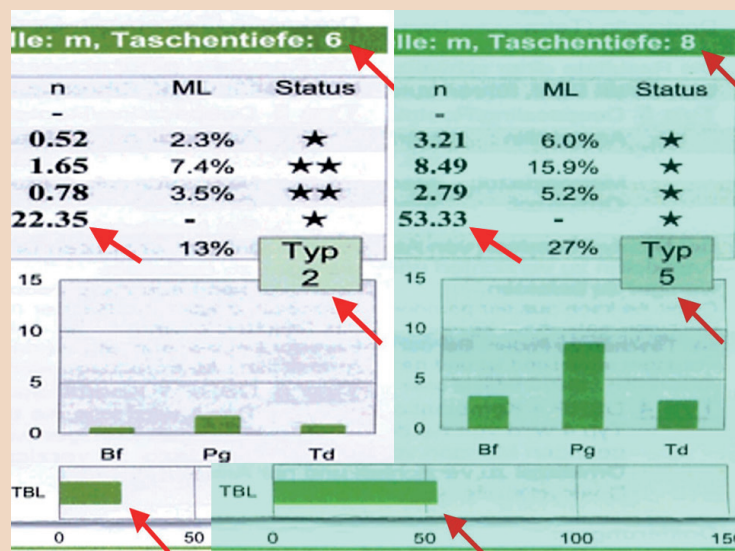 lle: m, Taschentiefe: 6
n ML Status
-
0.52 2.3% ★
1.65 7.4% ★★
0.78 3.5% ★★
22.35 - ★
13% Typ
2
15
10
5
0
Bf Pg Td
TBL
0 50
lle: m, Taschentiefe: 8
n ML Status
-
3.21 6.0% ★
8.49 15.9% ★
2.79 5.2% ★
53.33 - ★
27% Typ
5
15
10
5
0
Bf Pg Td
TBL
0 50 100 150